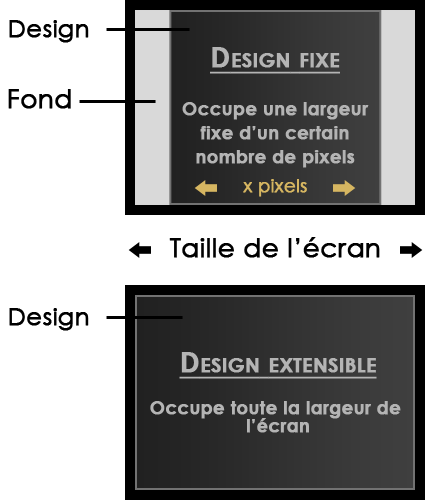 Design
Design fixe
Fond
Occupe une largeur
fixe d'un certain
nombre de pixels
x pixels
Taille de l'écran
Design
Design extensible
Occupe toute la largeur de
l'écran